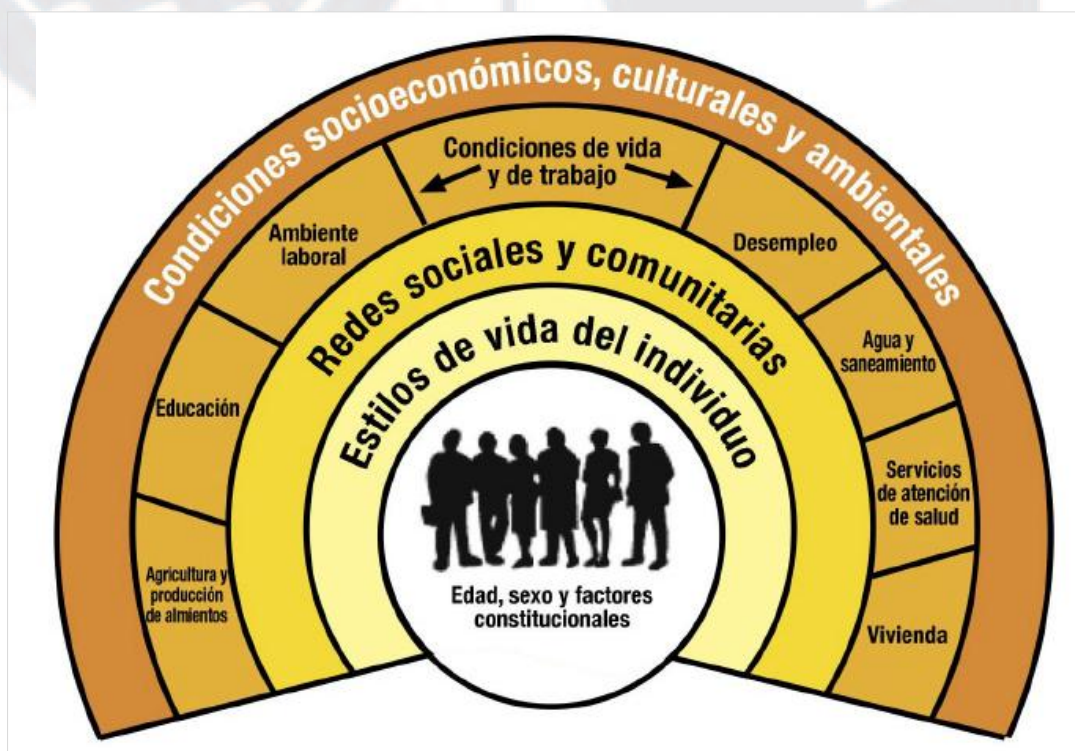 Condiciones socioeconómicos, culturales y ambientales
Condiciones de vida
y de trabajo
Ambiente
laboral
Desempleo
Educación
Agua y
saneamiento
Agricultura y
producción
de almientos
Servicios
de atención
de salud
Vivienda
Redes sociales y comunitarias
Estilos de vida del individuo
Edad, sexo y factores
constitucionales